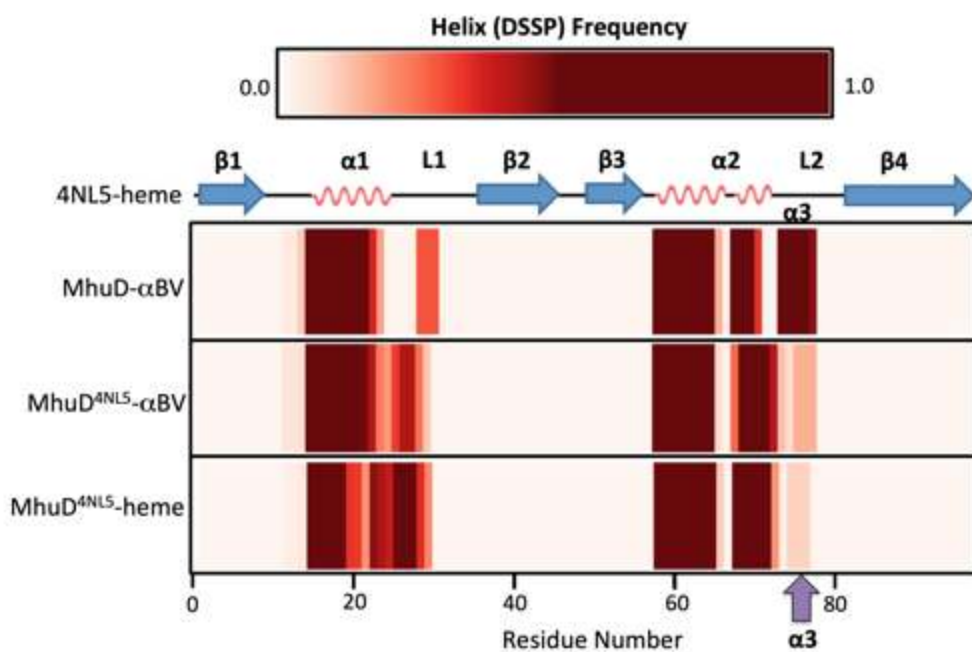 Helix (DSSP) Frequency
0.0 1.0
β1 α1 L1 β2 β3 α2 L2 β4
4NL5-heme
α3
MhuD-αBV
MhuD⁴ᴺᴸ⁵-αBV
MhuD⁴ᴺᴸ⁵-heme
0 20 40 60 80
Residue Number α3